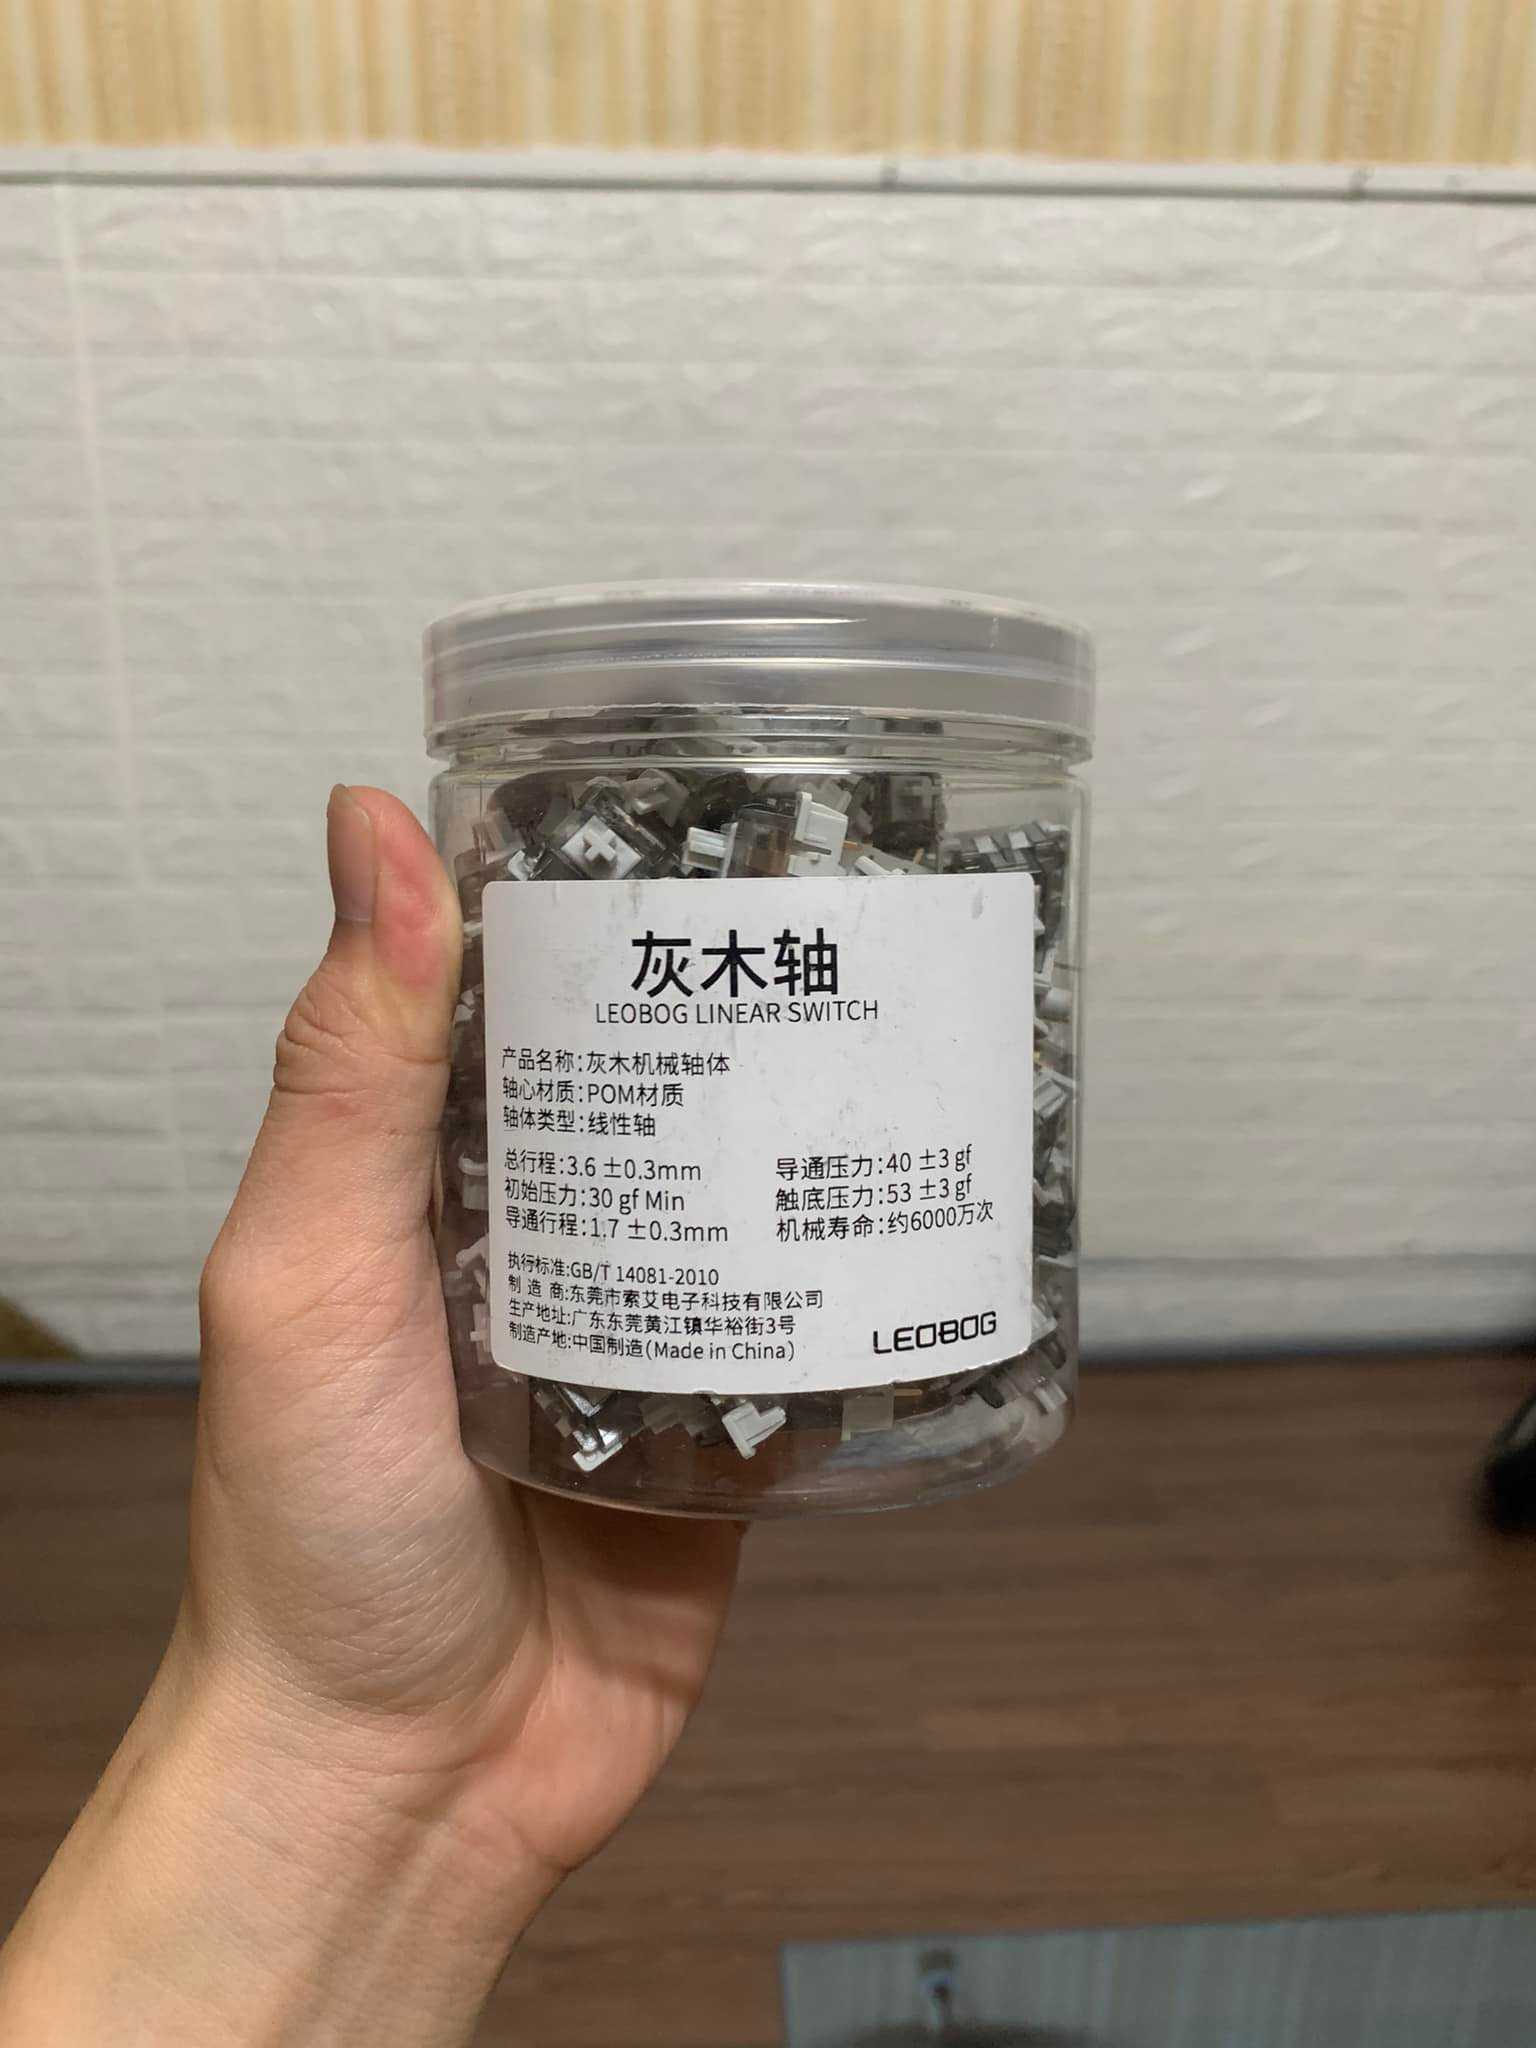 灰木轴
LEOBOG LINEAR SWITCH
产品名称:灰木机械轴体
轴心材质:POM材质
轴体类型:线性轴
总行程:3.6 ±0.3mm
初始压力:30 gf Min
导通行程:1.7 ±0.3mm
导通压力:40 ±3 gf
触底压力:53 ±3 gf
机械寿命:约6000万次
执行标准:GB/T 14081-2010
制 造 商:东莞市索艾电子科技有限公司
生产地址:广东东莞黄江镇华裕街3号
制造产地:中国制造(Made in China)
LEOBOG